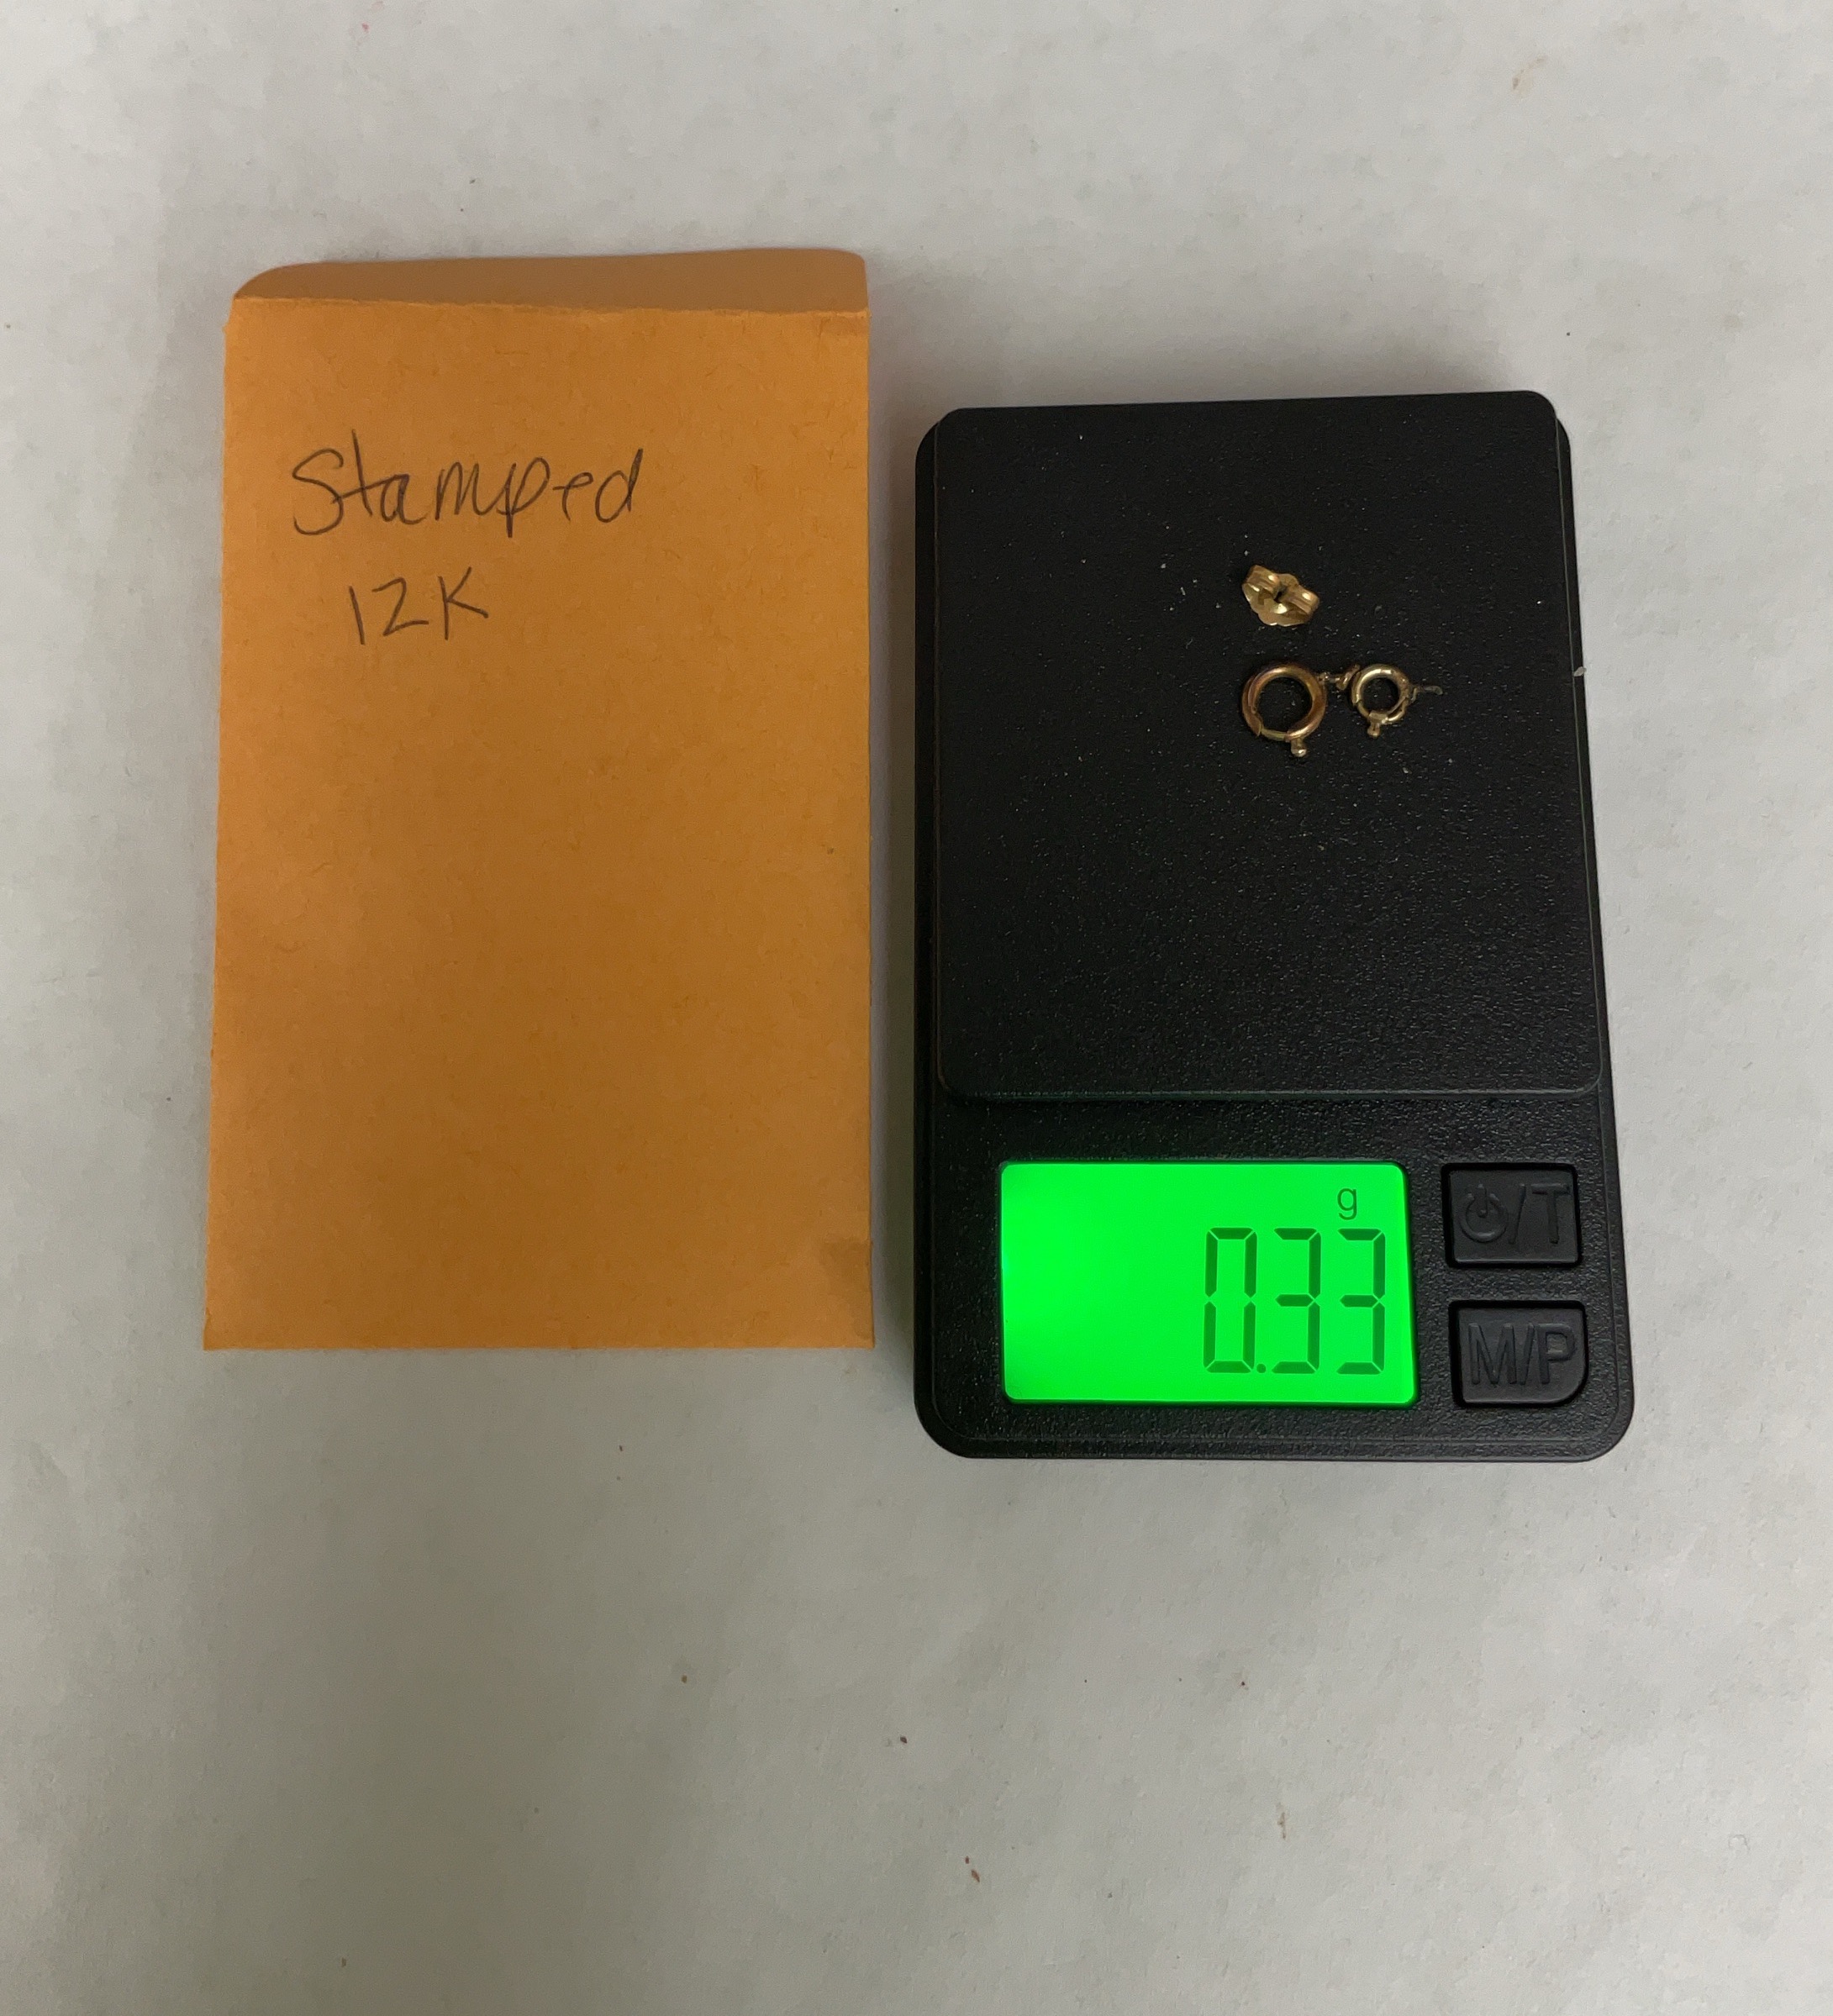 Stamped
12K
g
0.33
⏻/T
M/P